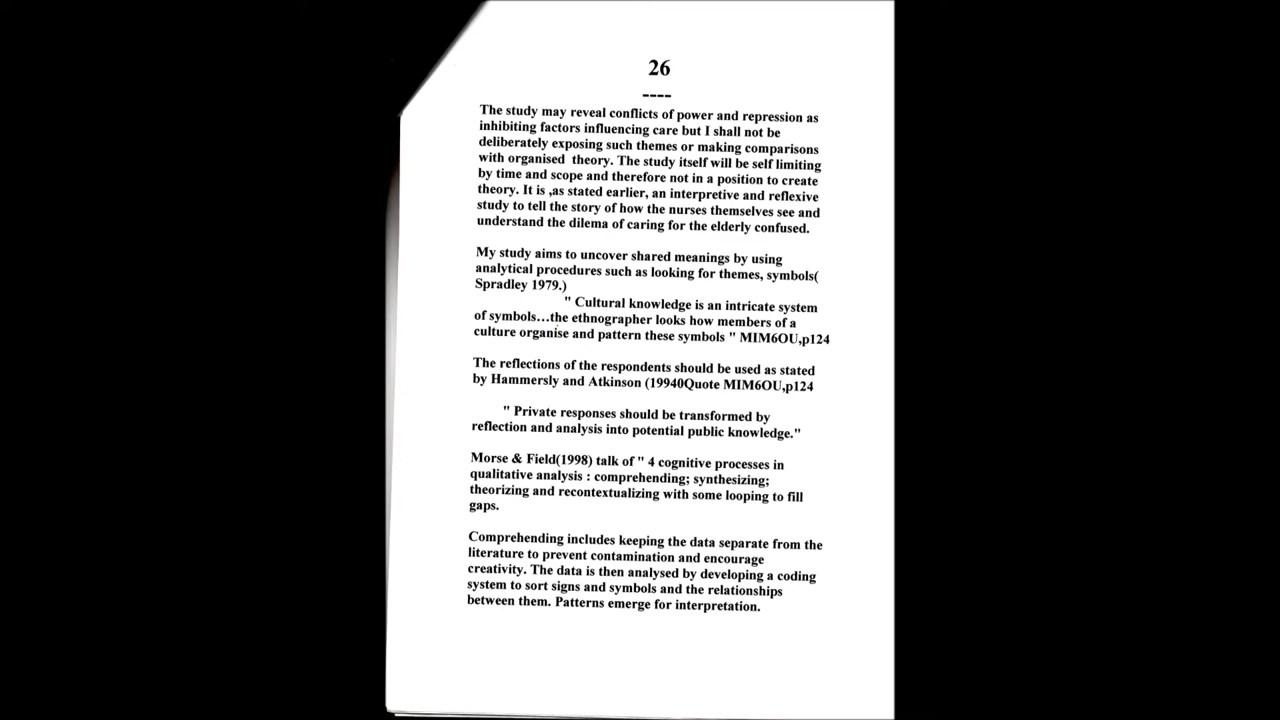 26
----
The study may reveal conflicts of power and repression as
inhibiting factors influencing care but I shall not be
deliberately exposing such themes or making comparisons
with organised  theory. The study itself will be self limiting
by time and scope and therefore not in a position to create
theory. It is ,as stated earlier, an interpretive and reflexive
study to tell the story of how the nurses themselves see and
understand the dilema of caring for the elderly confused.
My study aims to uncover shared meanings by using
analytical procedures such as looking for themes, symbols(
Spradley 1979.)
" Cultural knowledge is an intricate system
of symbols...the ethnographer looks how members of a
culture organise and pattern these symbols " MIM6OU,p124
The reflections of the respondents should be used as stated
by Hammersly and Atkinson (19940Quote MIM6OU,p124
" Private responses should be transformed by
reflection and analysis into potential public knowledge."
Morse & Field(1998) talk of " 4 cognitive processes in
qualitative analysis : comprehending; synthesizing;
theorizing and recontextualizing with some looping to fill
gaps.
Comprehending includes keeping the data separate from the
literature to prevent contamination and encourage
creativity. The data is then analysed by developing a coding
system to sort signs and symbols and the relationships
between them. Patterns emerge for interpretation.